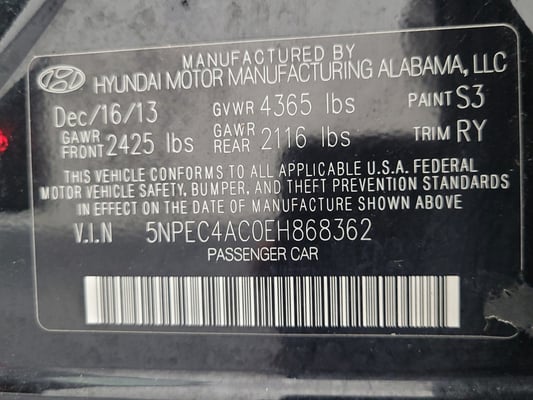 MANUFACTURED BY
HYUNDAI MOTOR MANUFACTURING ALABAMA, LLC
Dec/16/13 GVWR 4365 lbs PAINT S3
GAWR FRONT 2425 lbs GAWR REAR 2116 lbs TRIM RY
THIS VEHICLE CONFORMS TO ALL APPLICABLE U.S.A. FEDERAL
MOTOR VEHICLE SAFETY, BUMPER, AND THEFT PREVENTION STANDARDS
IN EFFECT ON THE DATE OF MANUFACTURE SHOWN ABOVE.
V.I.N 5NPEC4AC0EH868362
PASSENGER CAR